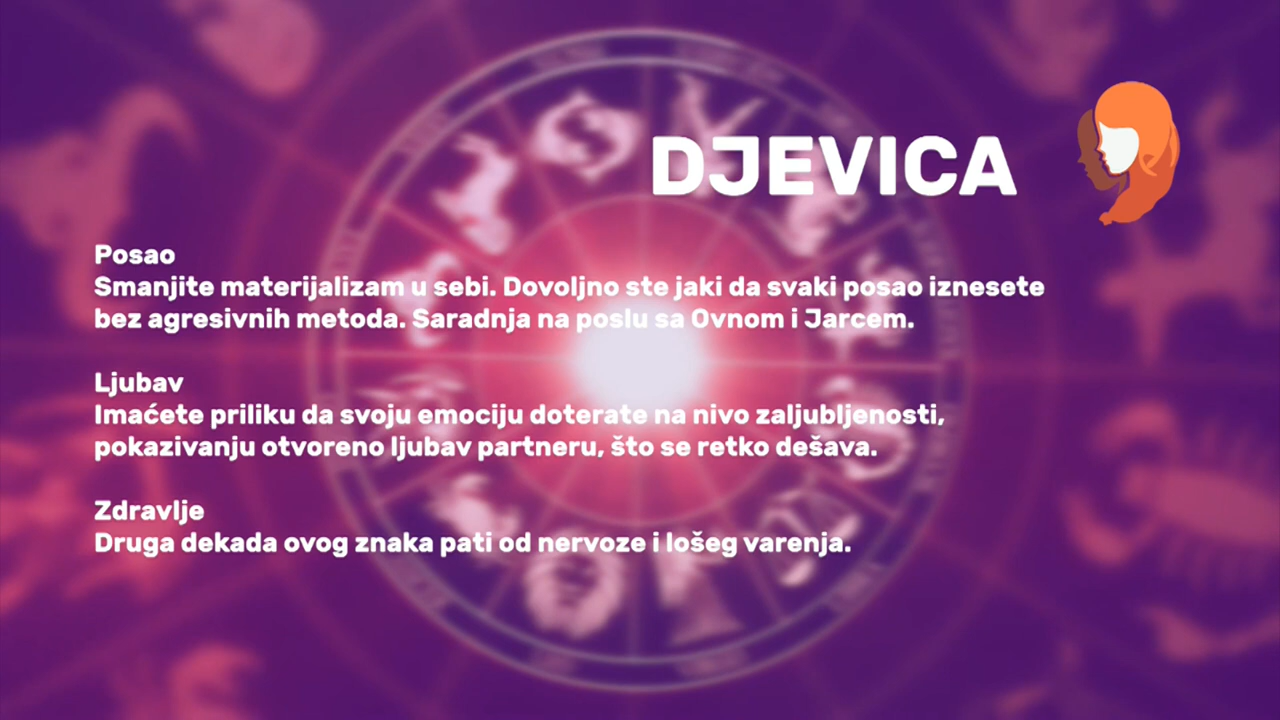 DJEVICA
Posao
Smanjite materijalizam u sebi. Dovoljno ste jaki da svaki posao iznesete
bez agresivnih metoda. Saradnja na poslu sa Ovnom i Jarcem.
Ljubav
Imaćete priliku da svoju emociju doterate na nivo zaljubljenosti,
pokazivanju otvoreno ljubav partneru, što se retko dešava.
Zdravlje
Druga dekada ovog znaka pati od nervoze i lošeg varenja.